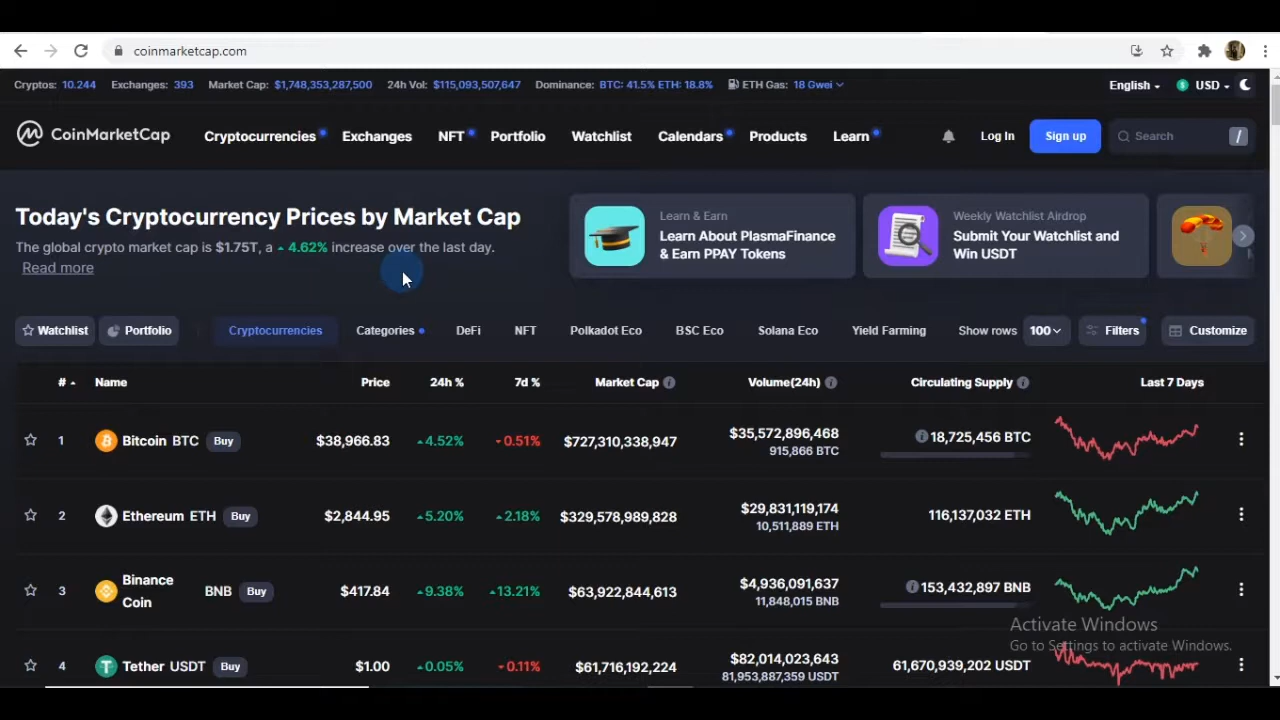 coinmarketcap.com
Cryptos: 10.244 Exchanges: 393 Market Cap: $1,748,353,287,500 24h Vol: $115,093,507,647 Dominance: BTC: 41.5% ETH: 18.8% ETH Gas: 18 Gwei English USD
CoinMarketCap Cryptocurrencies Exchanges NFT Portfolio Watchlist Calendars Products Learn Log In Sign up Search /
Today's Cryptocurrency Prices by Market Cap
The global crypto market cap is $1.75T, a 4.62% increase over the last day.
Read more
Learn & Earn
Learn About PlasmaFinance
& Earn PPAY Tokens
Weekly Watchlist Airdrop
Submit Your Watchlist and
Win USDT
Watchlist Portfolio Cryptocurrencies Categories DeFi NFT Polkadot Eco BSC Eco Solana Eco Yield Farming Show rows 100 Filters Customize
# Name Price 24h % 7d % Market Cap Volume(24h) Circulating Supply Last 7 Days
1 Bitcoin BTC Buy $38,966.83 4.52% 0.51% $727,310,338,947 $35,572,896,468 18,725,456 BTC
915,866 BTC
2 Ethereum ETH Buy $2,844.95 5.20% 2.18% $329,578,989,828 $29,831,119,174 116,137,032 ETH
10,511,889 ETH
3 Binance Coin BNB Buy $417.84 9.38% 13.21% $63,922,844,613 $4,936,091,637 153,432,897 BNB
11,848,015 BNB
Activate Windows
Go to Settings to activate Windows.
4 Tether USDT Buy $1.00 0.05% 0.11% $61,716,192,224 $82,014,023,643 61,670,939,202 USDT
81,953,887,359 USDT